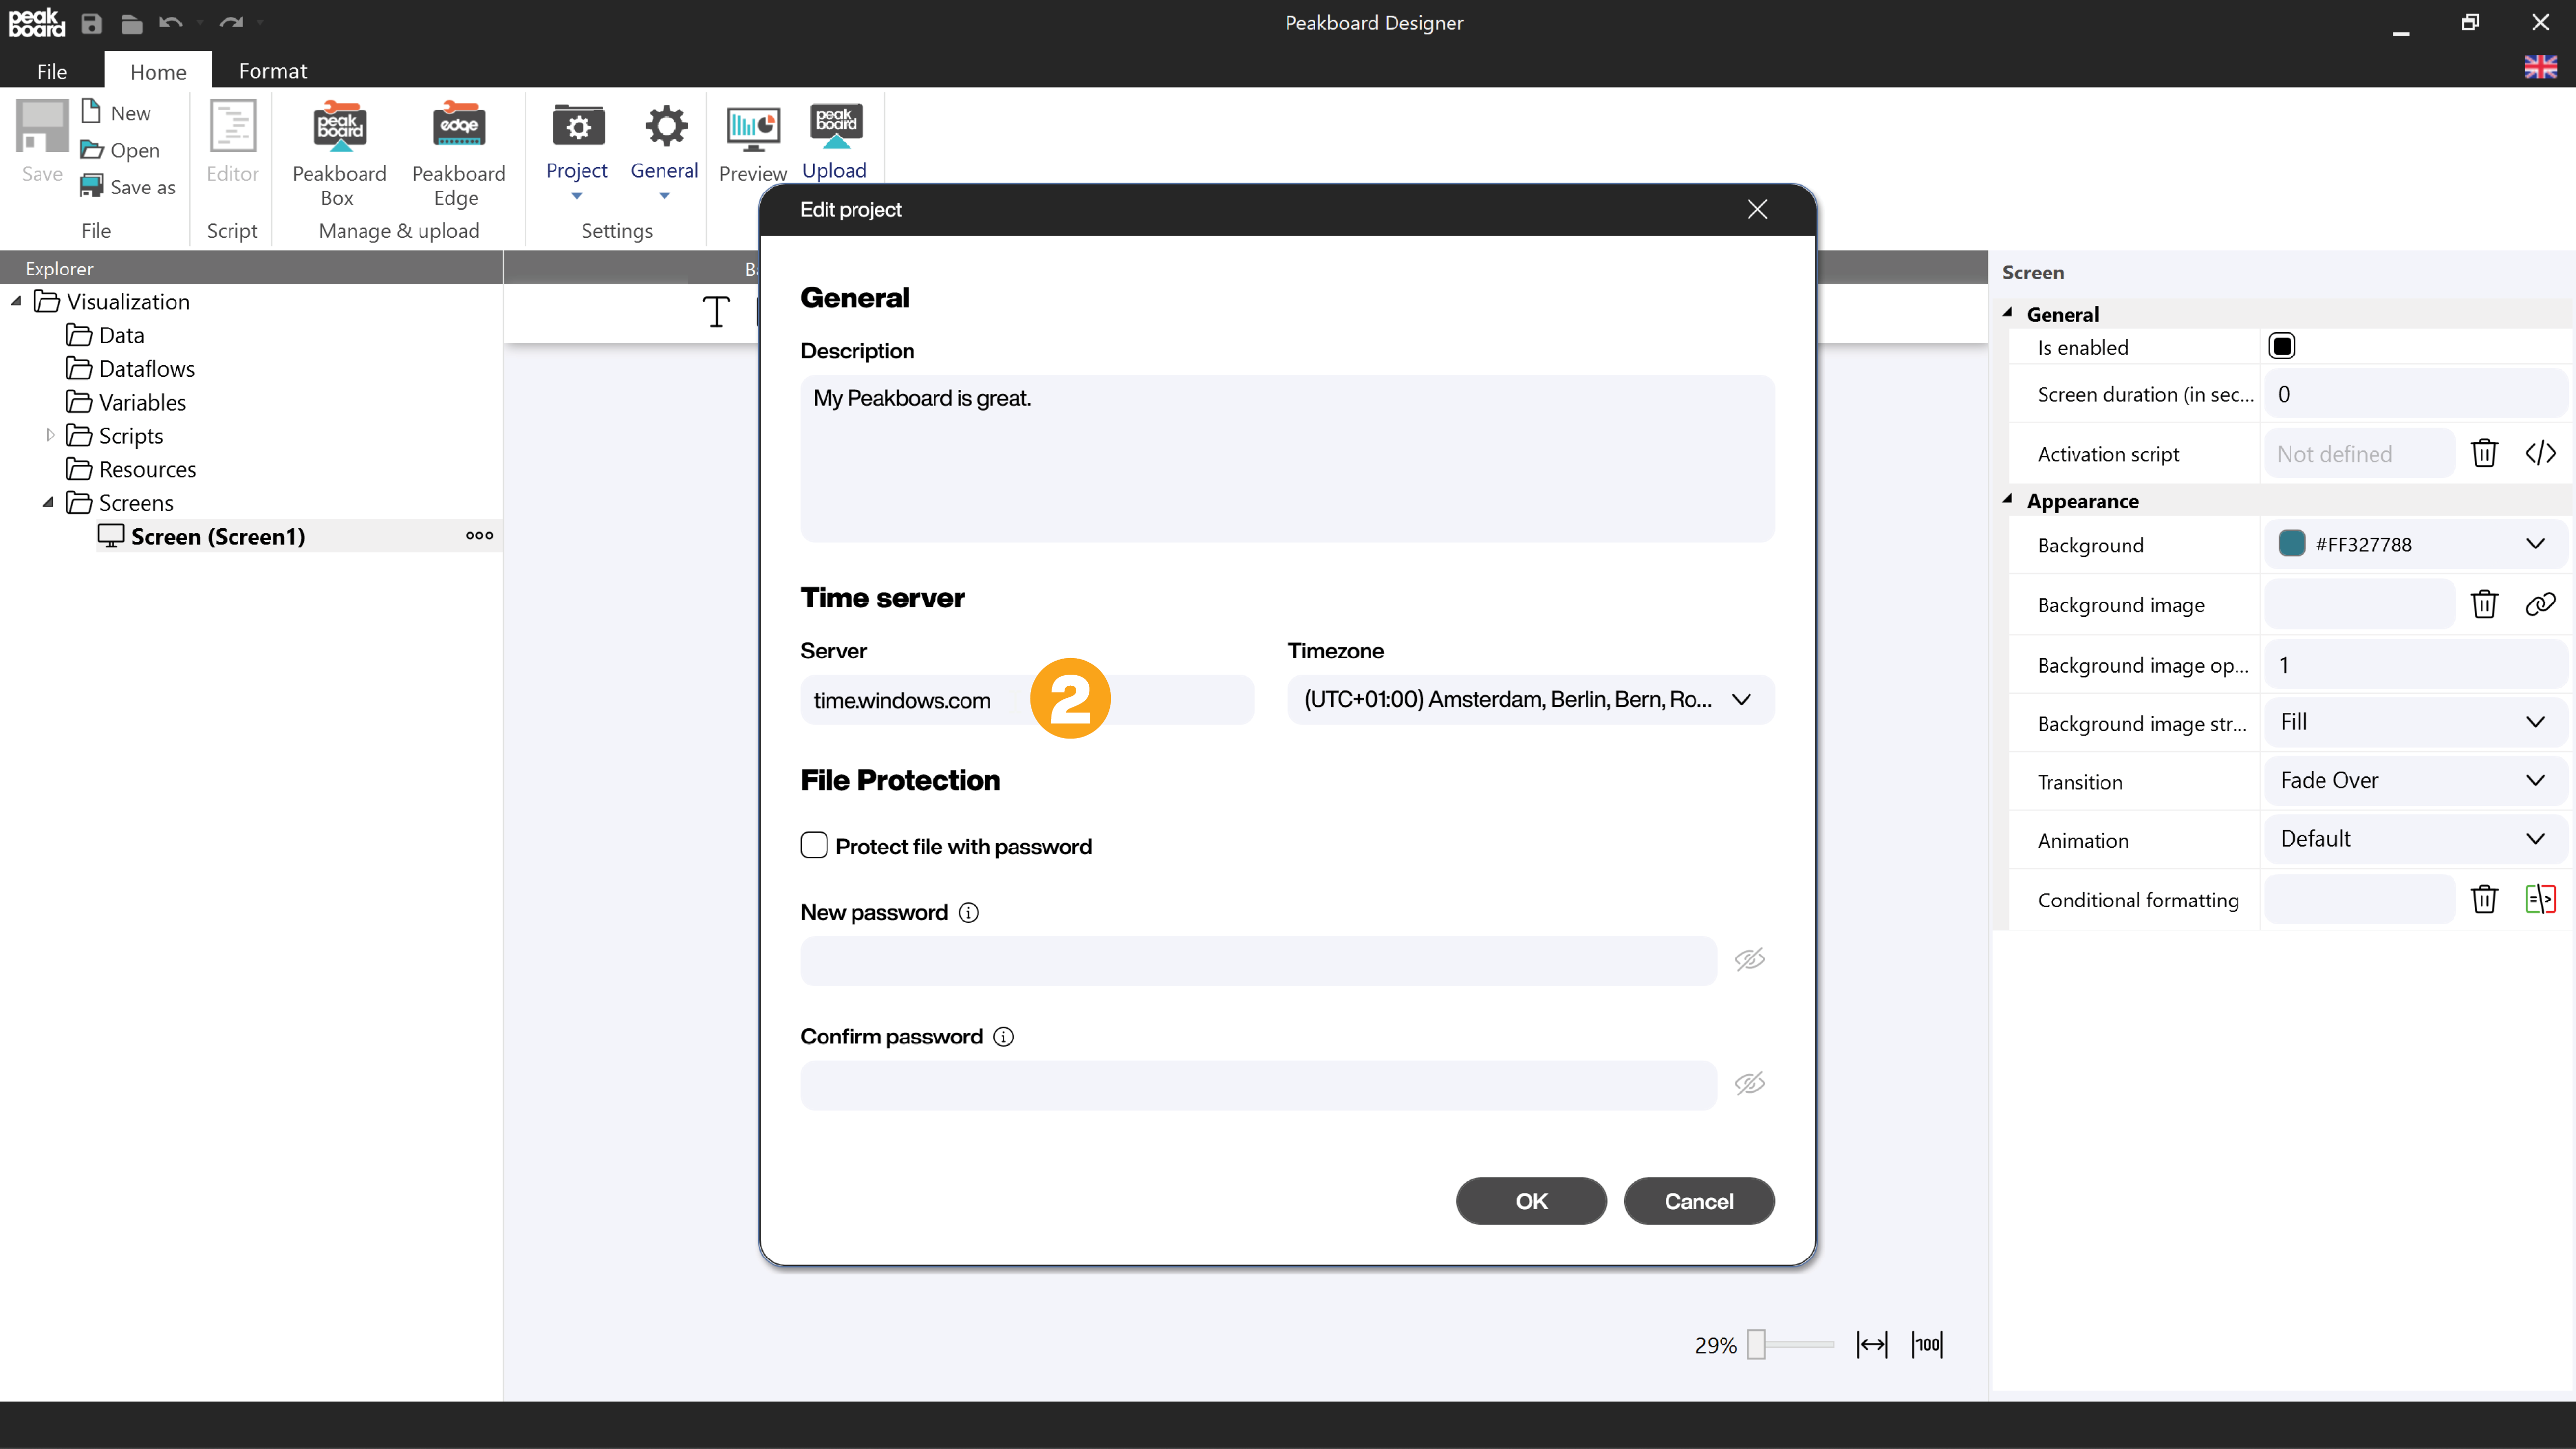 peak
board
Peakboard Designer
File
Home
Format
Save
New
Open
Save as
File
Editor
Script
peak
board
Peakboard
Box
edge
Peakboard
Edge
Manage & upload
Project
General
Settings
Preview
peak
board
Upload
Explorer
Visualization
Data
Dataflows
Variables
Scripts
Resources
Screens
Screen (Screen1)
T
Edit project
General
Description
My Peakboard is great.
Time server
Server
Timezone
time.windows.com
2
(UTC+01:00) Amsterdam, Berlin, Bern, Ro...
File Protection
Protect file with password
New password
Confirm password
OK
Cancel
29%
100
Screen
General
Is enabled
Screen duration (in sec...
0
Activation script
Not defined
Appearance
Background
#FF327788
Background image
Background image op...
1
Background image str...
Fill
Transition
Fade Over
Animation
Default
Conditional formatting